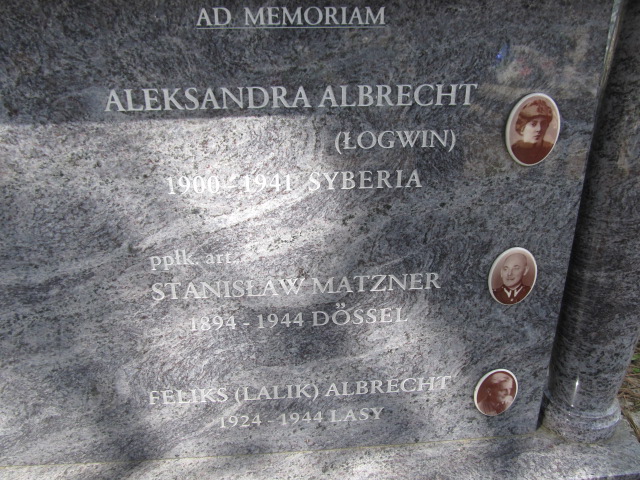 AD MEMORIAM
ALEKSANDRA ALBRECHT
(ŁOGWIN)
1900 - 1941 SYBERIA
ppłk. art.
STANISŁAW MATZNER
1894 - 1944 DŐSSEL
FELIKS (LALIK) ALBRECHT
1924 - 1944 LASY